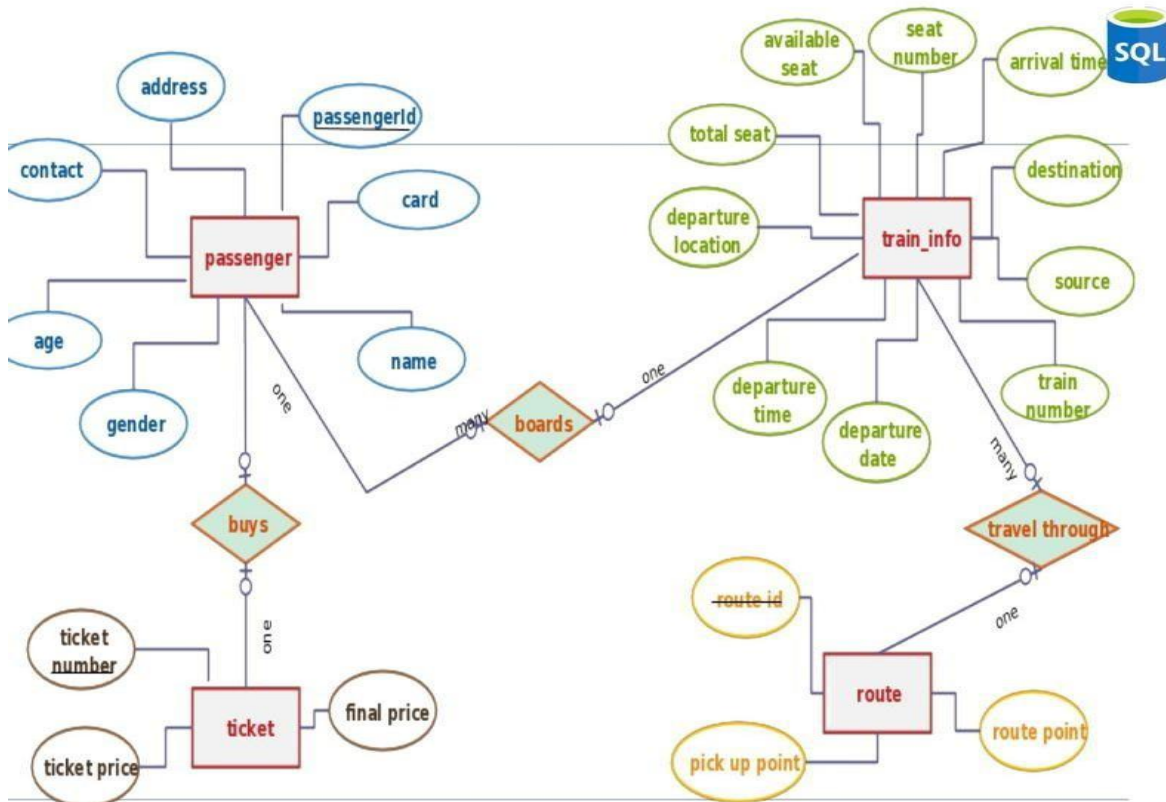 SQL
address
passengerId
contact
card
passenger
age
name
gender
one
many
boards
one
buys
one
ticket
number
ticket
final price
ticket price
available
seat
seat
number
arrival time
total seat
destination
departure
location
train_info
source
departure
time
departure
date
train
number
many
travel through
one
route id
route
route point
pick up point